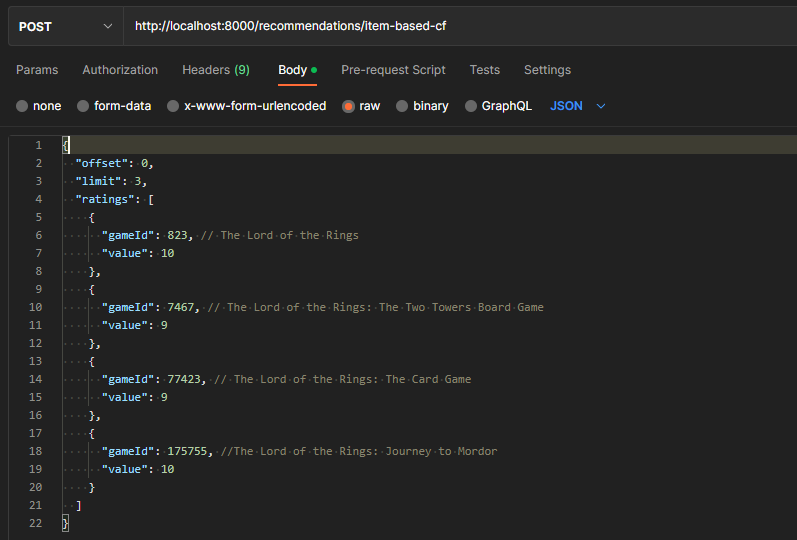 POST http://localhost:8000/recommendations/item-based-cf
Params Authorization Headers (9) Body Pre-request Script Tests Settings
none form-data x-www-form-urlencoded raw binary GraphQL JSON
1 {
2 "offset": 0,
3 "limit": 3,
4 "ratings": [
5 {
6 "gameId": 823, // The Lord of the Rings
7 "value": 10
8 },
9 {
10 "gameId": 7467, // The Lord of the Rings: The Two Towers Board Game
11 "value": 9
12 },
13 {
14 "gameId": 77423, // The Lord of the Rings: The Card Game
15 "value": 9
16 },
17 {
18 "gameId": 175755, //The Lord of the Rings: Journey to Mordor
19 "value": 10
20 }
21 ]
22 }